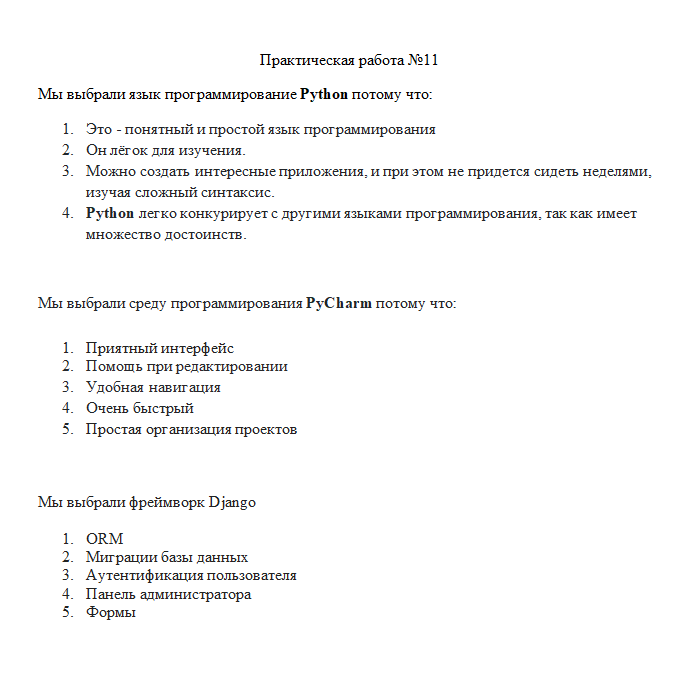 Практическая работа №11
Мы выбрали язык программирование Python потому что:
1. Это - понятный и простой язык программирования
2. Он лёгок для изучения.
3. Можно создать интересные приложения, и при этом не придется сидеть неделями,
изучая сложный синтаксис.
4. Python легко конкурирует с другими языками программирования, так как имеет
множество достоинств.
Мы выбрали среду программирования PyCharm потому что:
1. Приятный интерфейс
2. Помощь при редактировании
3. Удобная навигация
4. Очень быстрый
5. Простая организация проектов
Мы выбрали фреймворк Django
1. ORM
2. Миграции базы данных
3. Аутентификация пользователя
4. Панель администратора
5. Формы